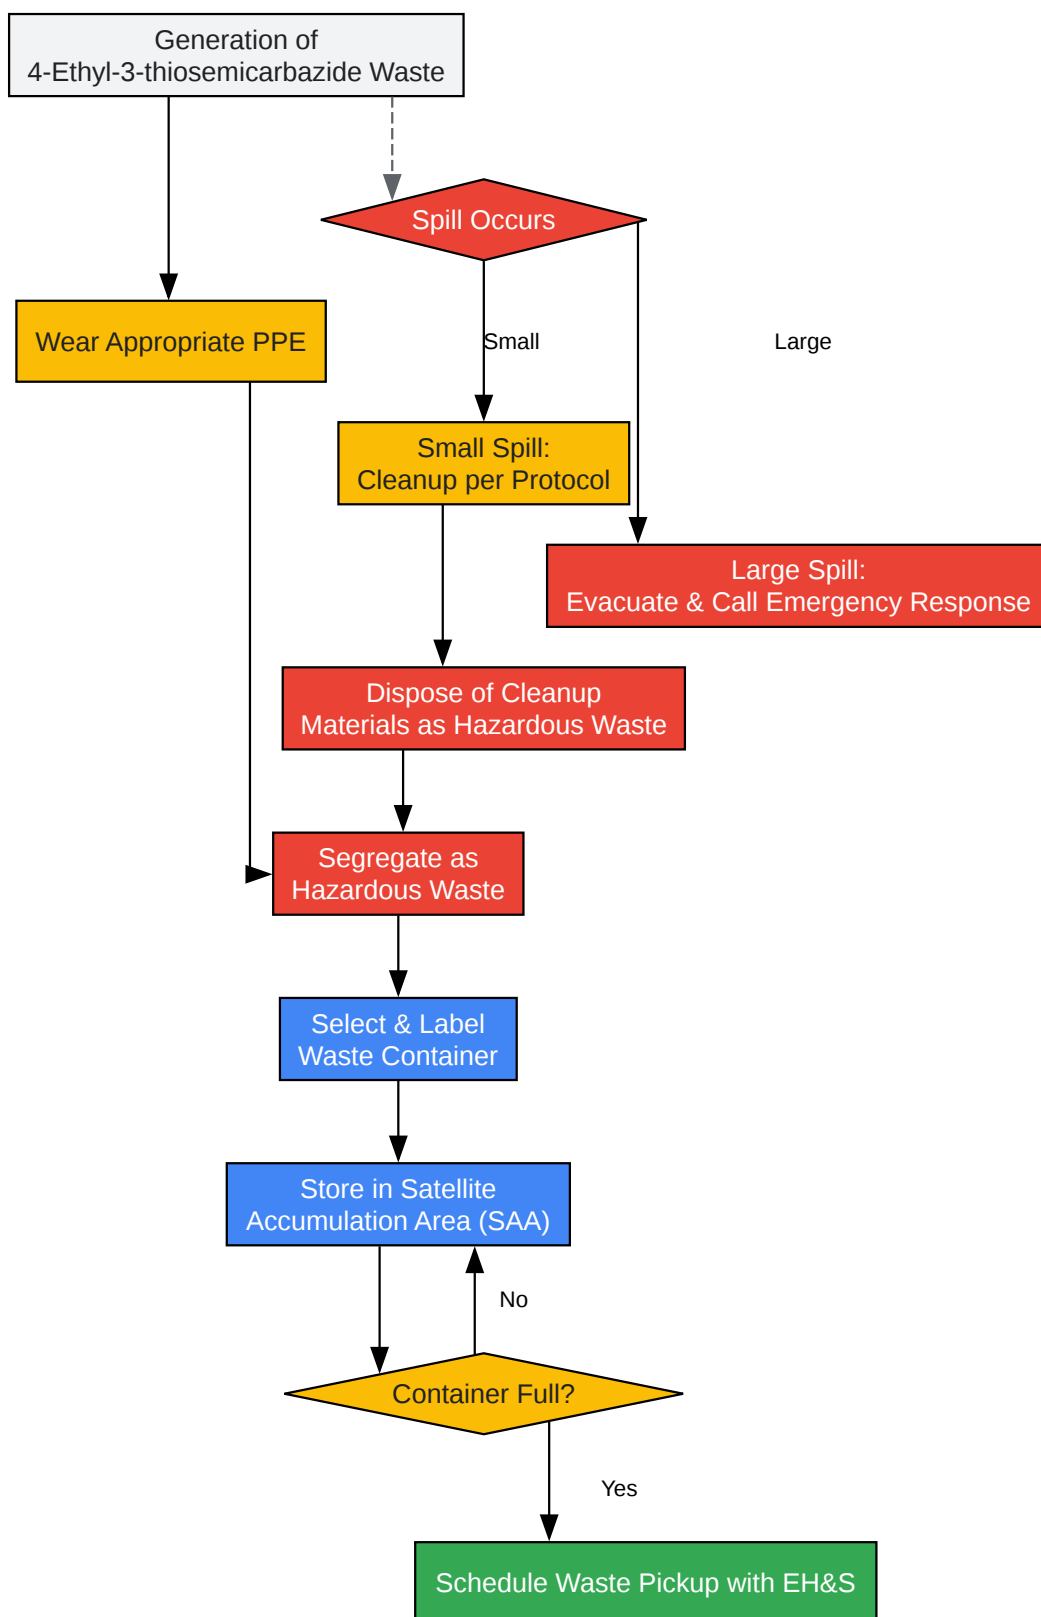 Generation of
4-Ethyl-3-thiosemicarbazide Waste
Spill Occurs
Wear Appropriate PPE
Small
Large
Small Spill:
Cleanup per Protocol
Large Spill:
Evacuate & Call Emergency Response
Dispose of Cleanup
Materials as Hazardous Waste
Segregate as
Hazardous Waste
Select & Label
Waste Container
Store in Satellite
Accumulation Area (SAA)
No
Container Full?
Yes
Schedule Waste Pickup with EH&S